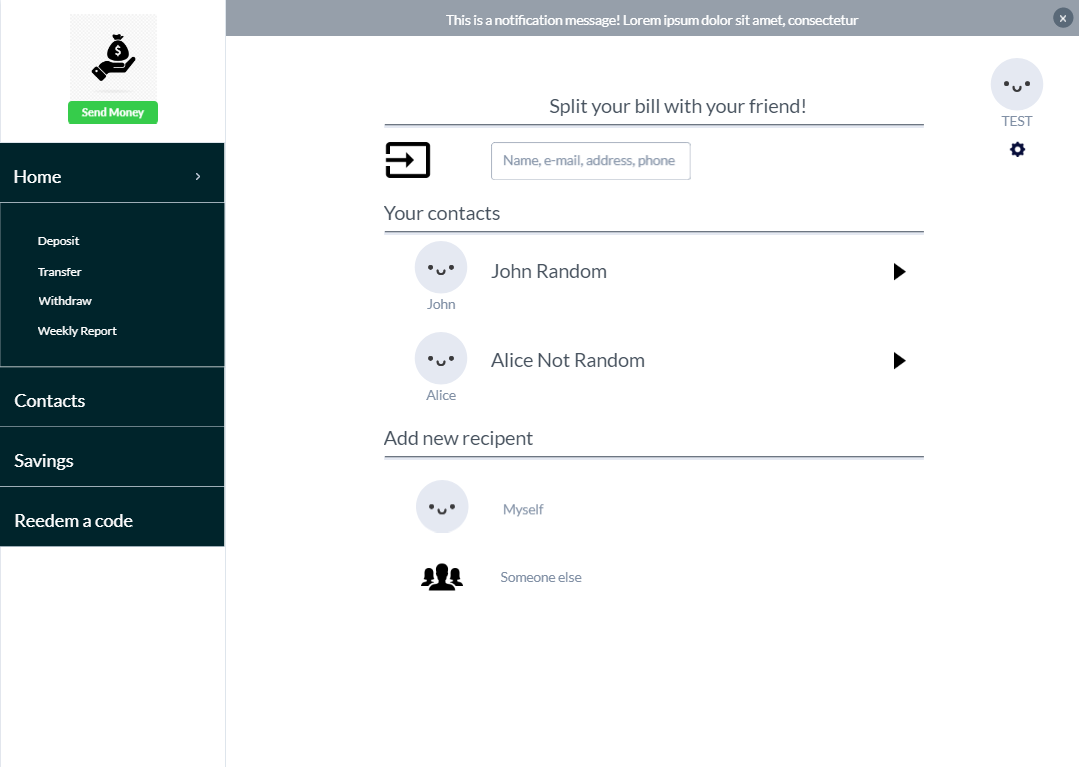 This is a notification message! Lorem ipsum dolor sit amet, consectetur
×
$
Send Money
Home
Deposit
Transfer
Withdraw
Weekly Report
Contacts
Savings
Reedem a code
Split your bill with your friend!
Name, e-mail, address, phone
Your contacts
John Random
John
Alice Not Random
Alice
Add new recipent
Myself
Someone else
TEST